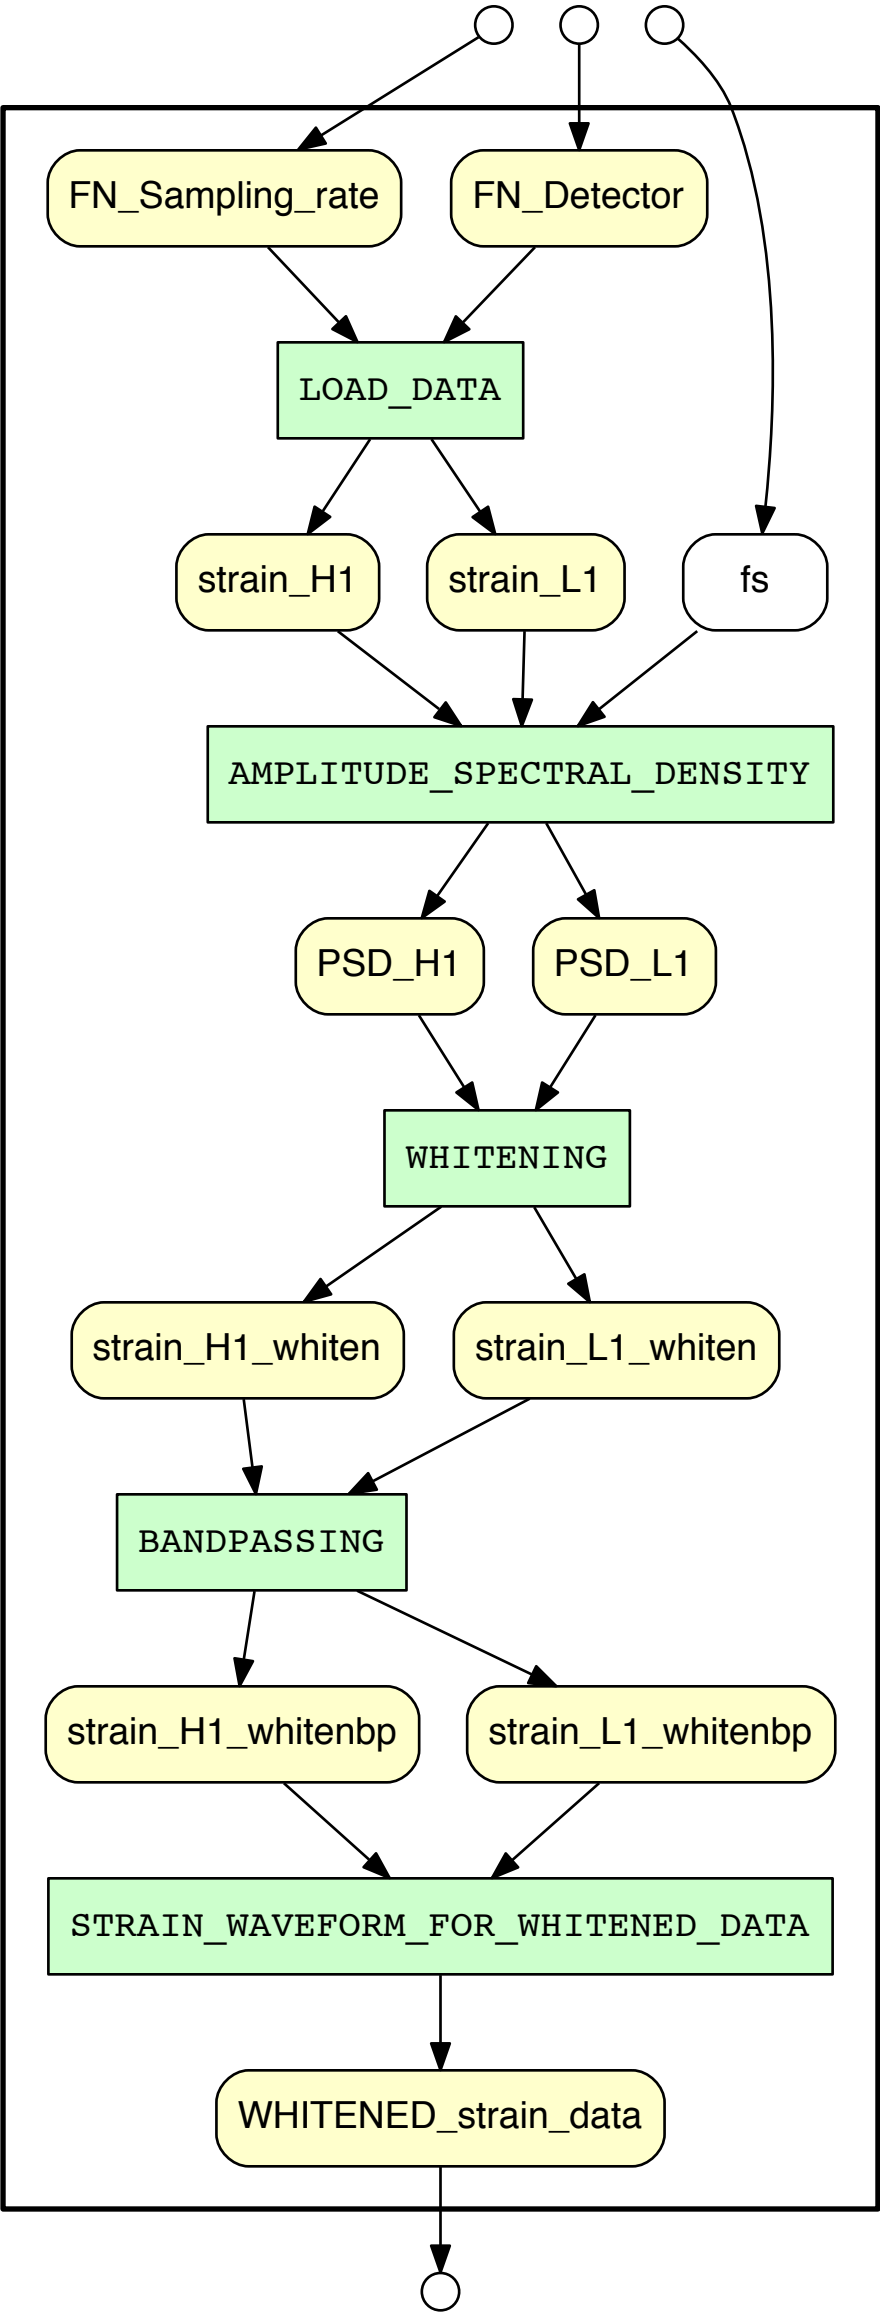 FN_Sampling_rate
FN_Detector
LOAD_DATA
strain_H1
strain_L1
fs
AMPLITUDE_SPECTRAL_DENSITY
PSD_H1
PSD_L1
WHITENING
strain_H1_whiten
strain_L1_whiten
BANDPASSING
strain_H1_whitenbp
strain_L1_whitenbp
STRAIN_WAVEFORM_FOR_WHITENED_DATA
WHITENED_strain_data